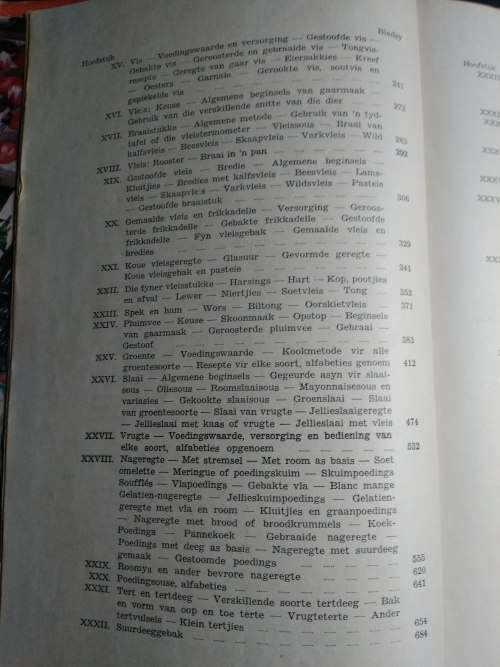 Hoofstuk Bladsy
XV. Vis — Voedingswaarde en versorging — Gestoofde vis —
Gebakte vis — Geroosterde en gebraaide vis — Tongvis-
resepte — Geregte van gaar vis — Eiersakkies — Kreef
— Oesters — Garnale — Gerookte vis, soutvis en
gepiekelde vis 241
XVI. Vleis: Keuse — Algemene beginsels van gaarmaak —
Gebruik van die verskillende snitte van die dier 273
XVII. Braaistukke — Algemene metode — Gebruik van 'n tyd-
tafel of die vleistermometer — Vleissous — Braai van
kalfsvleis — Beesvleis — Skaapvleis — Varkvleis — Wild 285
XVIII. Vleis: Rooster — Braai in 'n pan 292
XIX. Gestoofde vleis — Bredie — Algemene beginsels —
Kluitjies — Bredies met kalfsvleis — Beesvleis — Lams-
vleis — Skaapvleis — Varkvleis — Wildsvleis — Pasteie
— Gestoofde braaistuk 306
XX. Gemaalde vleis en frikkadelle — Versorging — Geroos-
terde frikkadelle — Gebakte frikkadelle — Gestoofde
frikkadelle — Fyn vleisgebak — Gemaalde vleis en
bredies 329
XXI. Koue vleisgeregte — Glasuur — Gevormde geregte —
Koue vleisgebak en pasteie 341
XXII. Die fyner vleisstukke — Harsings — Hart — Kop, pootjies
en afval — Lewer — Niertjies — Soetvleis — Tong 353
XXIII. Spek en ham — Wors — Biltong — Oorskietvleis 371
XXIV. Pluimvee — Keuse — Skoonmaak — Opstop — Beginsels
van gaarmaak — Geroosterde pluimvee — Gebraai —
Gestoof 383
XXV. Groente — Voedingswaarde — Kookmetode vir alle
groentesoorte — Resepte vir elke soort, alfabeties genoem 412
XXVI. Slaai — Algemene beginsels — Gegeurde asyn vir slaai-
sous — Oliesous — Roomslaaisous — Mayonnaisesous en
variasies — Gekookte slaaisous — Groenslaai — Slaai
van groentesoorte — Slaai van vrugte — Jellieslaaigeregte
— Jellieslaai met kaas of vrugte — Jellieslaai met vleis 474
XXVII. Vrugte — Voedingswaarde, versorging en bediening van
elke soort, alfabeties opgenoem 532
XXVIII. Nageregte — Met stremsel — Met room as basis — Soet
omelette — Meringue of poedingskuim — Skuimpoedings
Soufflés — Vlapoedings — Gebakte vla — Blanc mange
Gelatien-nageregte — Jellieskuimpoedings — Gelatien-
geregte met vla en room — Kluitjies en graanpoedings
— Nageregte met brood of broodkrummels — Koek-
Poedings — Pannekoek — Gebraaide nageregte
Poedings met deeg as basis — Nageregte met suurdeeg
gemaak — Gestoomde poedings 555
XXIX. Roomys en ander bevrore nageregte 620
XXX. Poedingsouse, alfabeties 641
XXXI. Tert en tertdeeg — Verskillende soorte tertdeeg — Bak
en vorm van oop en toe terte — Vrugteterte — Ander
tertvulsels — Klein tertjies 654
XXXII. Suurdeeggebak 684
Hoofstuk